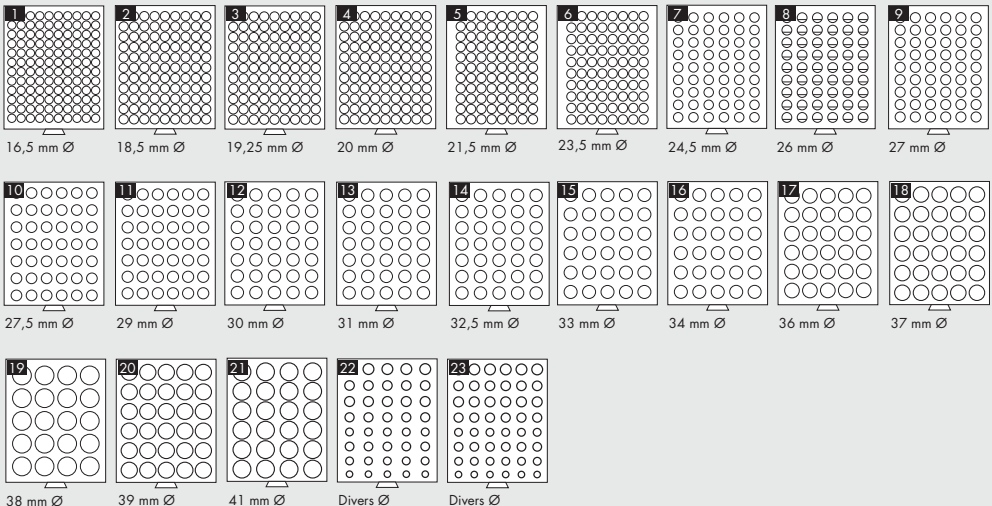 1 2 3 4 5 6 7 8 9
16,5 mm Ø 18,5 mm Ø 19,25 mm Ø 20 mm Ø 21,5 mm Ø 23,5 mm Ø 24,5 mm Ø 26 mm Ø 27 mm Ø
10 11 12 13 14 15 16 17 18
27,5 mm Ø 29 mm Ø 30 mm Ø 31 mm Ø 32,5 mm Ø 33 mm Ø 34 mm Ø 36 mm Ø 37 mm Ø
19 20 21 22 23
38 mm Ø 39 mm Ø 41 mm Ø Divers Ø Divers Ø